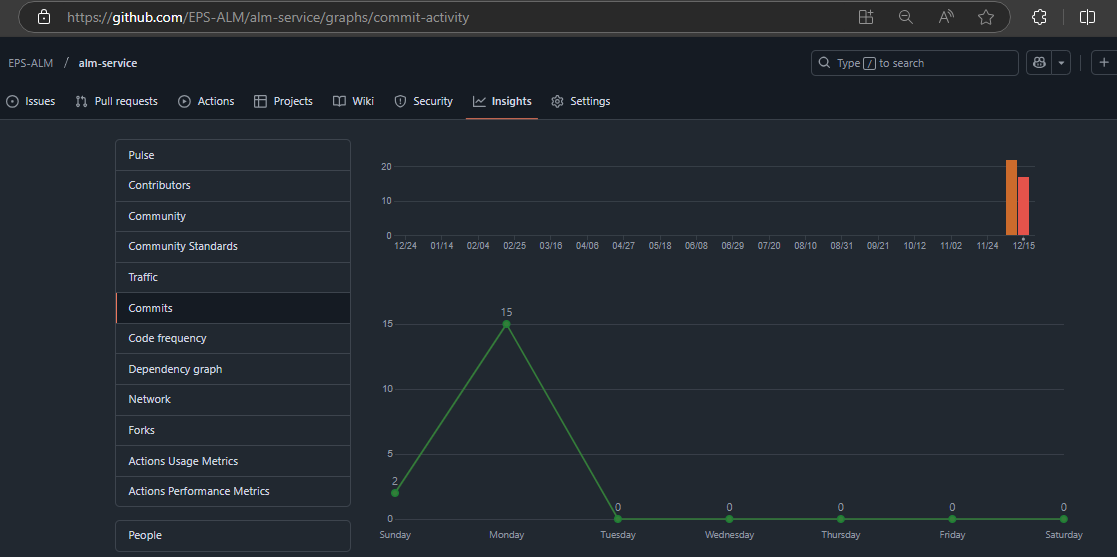 https://github.com/EPS-ALM/alm-service/graphs/commit-activity
EPS-ALM / alm-service
Type / to search
Issues Pull requests Actions Projects Wiki Security Insights Settings
Pulse
Contributors
Community
Community Standards
Traffic
Commits
Code frequency
Dependency graph
Network
Forks
Actions Usage Metrics
Actions Performance Metrics
People
20
10
0
12/24 01/14 02/04 02/25 03/16 04/06 04/27 05/18 06/08 06/29 07/20 08/10 08/31 09/21 10/12 11/02 11/24 12/15
15
15
10
5
2
0 0 0 0 0
0
Sunday Monday Tuesday Wednesday Thursday Friday Saturday